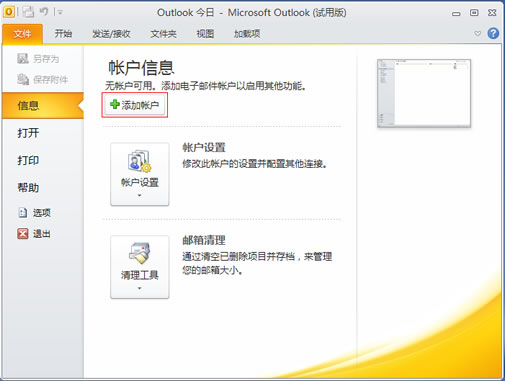 Outlook 今日 - Microsoft Outlook (试用版)
文件 开始 发送/接收 文件夹 视图 加载项
另存为
保存附件
信息
打开
打印
帮助
选项
退出
帐户信息
无帐户可用。添加电子邮件帐户以启用其他功能。
添加帐户
帐户设置
帐户设置
修改此帐户的设置并配置其他连接。
清理工具
邮箱清理
通过清空已删除项目并存档，来管理
您的邮箱大小。